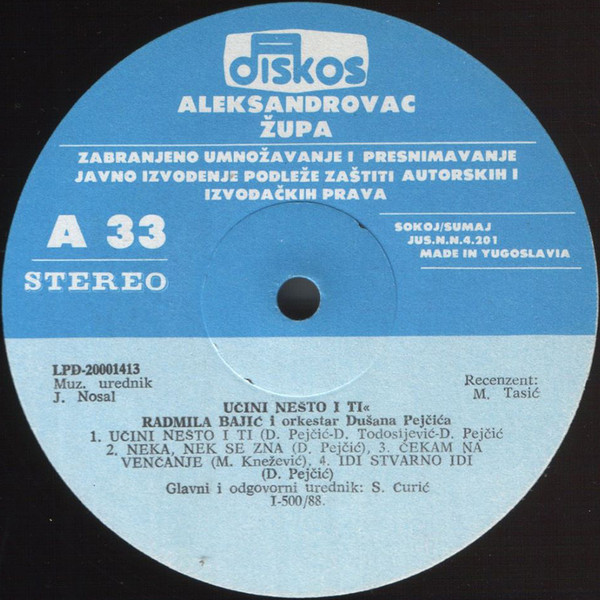 diskos
ALEKSANDROVAC
ŽUPA
ZABRANJENO UMNOŽAVANJE I PRESNIMAVANJE
JAVNO IZVOĐENJE PODLEŽE ZAŠTITI AUTORSKIH I
IZVOĐAČKIH PRAVA
A 33
STEREO
SOKOJ/SUMAJ
JUS.N.N.4.201
MADE IN YUGOSLAVIA
LPD-20001413
Muz. urednik
J. Nosal
Recenzent:
M. Tasić
UČINI NEŠTO I TI«
RADMILA BAJIĆ i orkestar Dušana Pejčića
1. UČINI NEŠTO I TI (D. Pejčić-D. Todosijević-D. Pejčić
2. NEKA, NEK SE ZNA (D. Pejčić), 3. ČEKAM NA
VENČANJE (M. Knežević), 4. IDI STVARNO IDI
(D. Pejčić)
Glavni i odgovorni urednik: S. Ćurić
I-500/88.